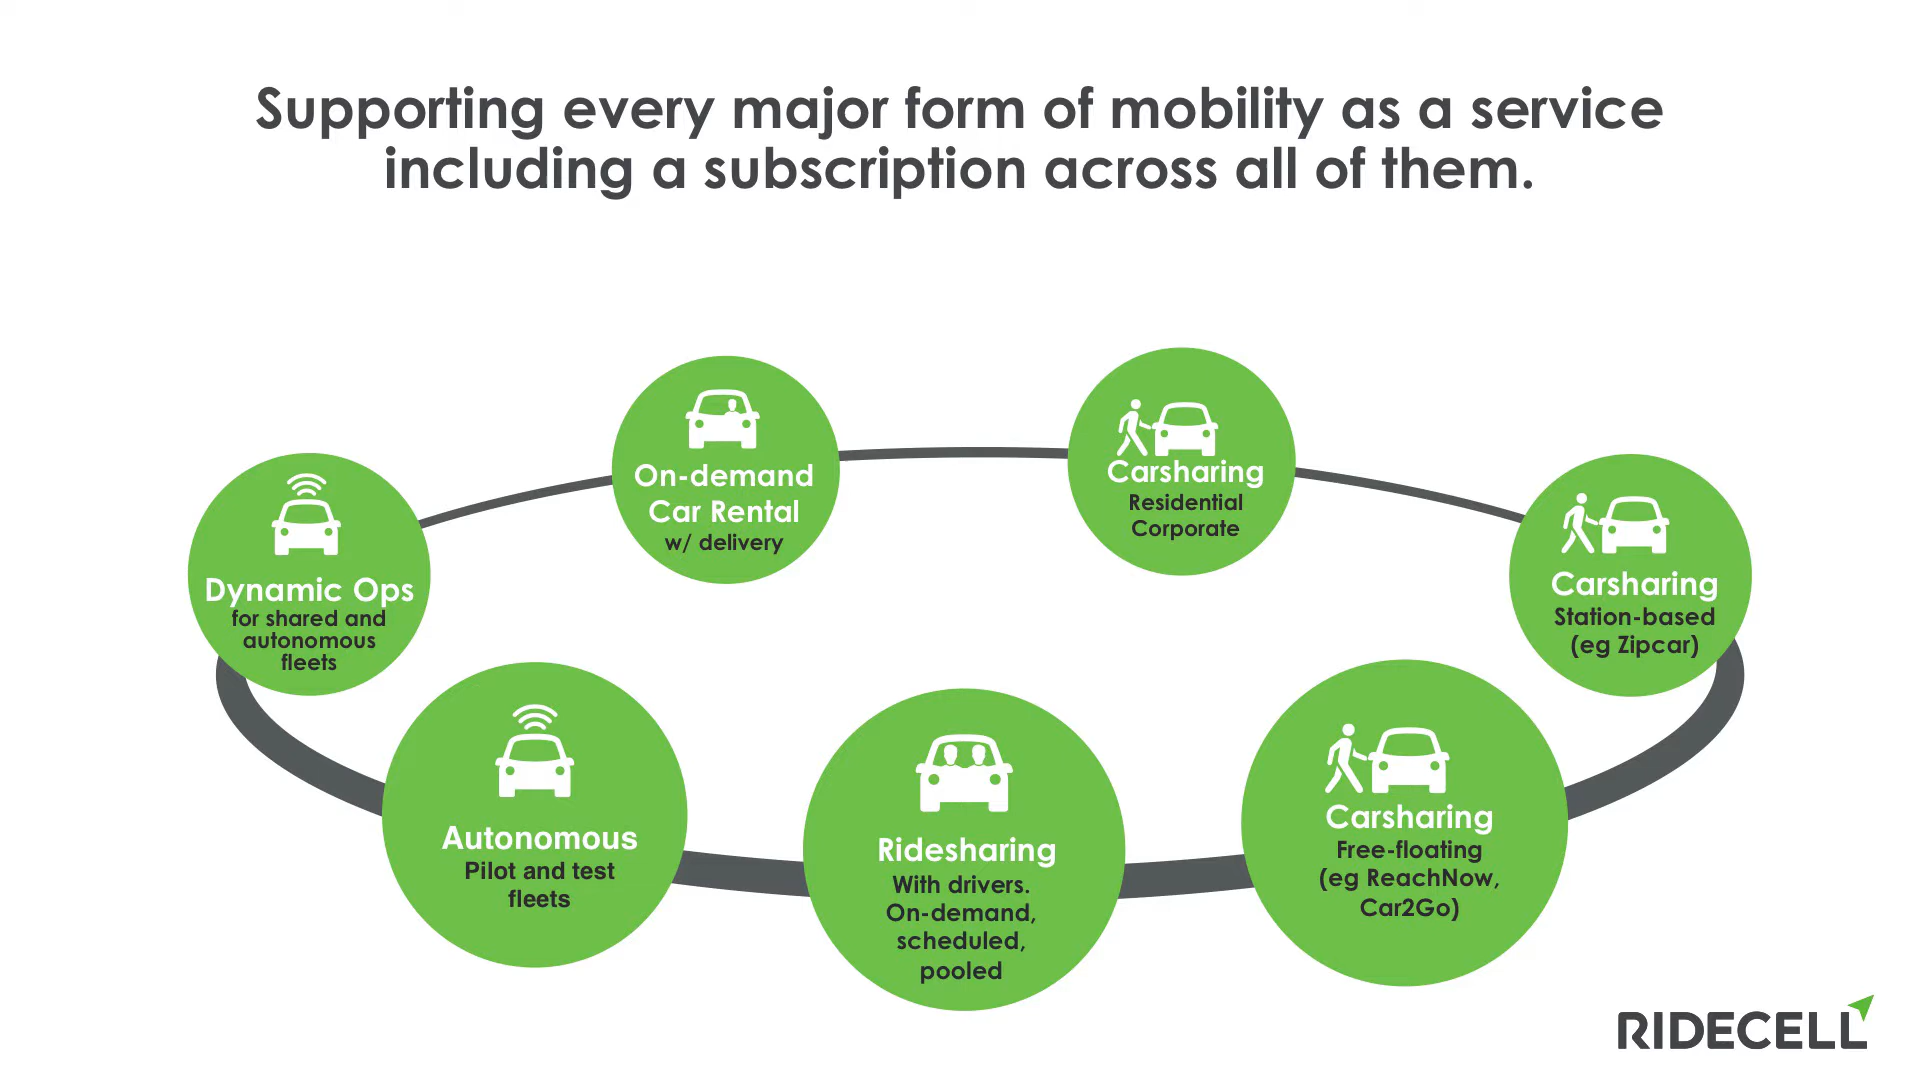 Supporting every major form of mobility as a service
including a subscription across all of them.
On-demand
Car Rental
w/ delivery
Carsharing
Residential
Corporate
Dynamic Ops
for shared and
autonomous
fleets
Carsharing
Station-based
(eg Zipcar)
Autonomous
Pilot and test
fleets
Ridesharing
With drivers.
On-demand,
scheduled,
pooled
Carsharing
Free-floating
(eg ReachNow,
Car2Go)
RIDECELL